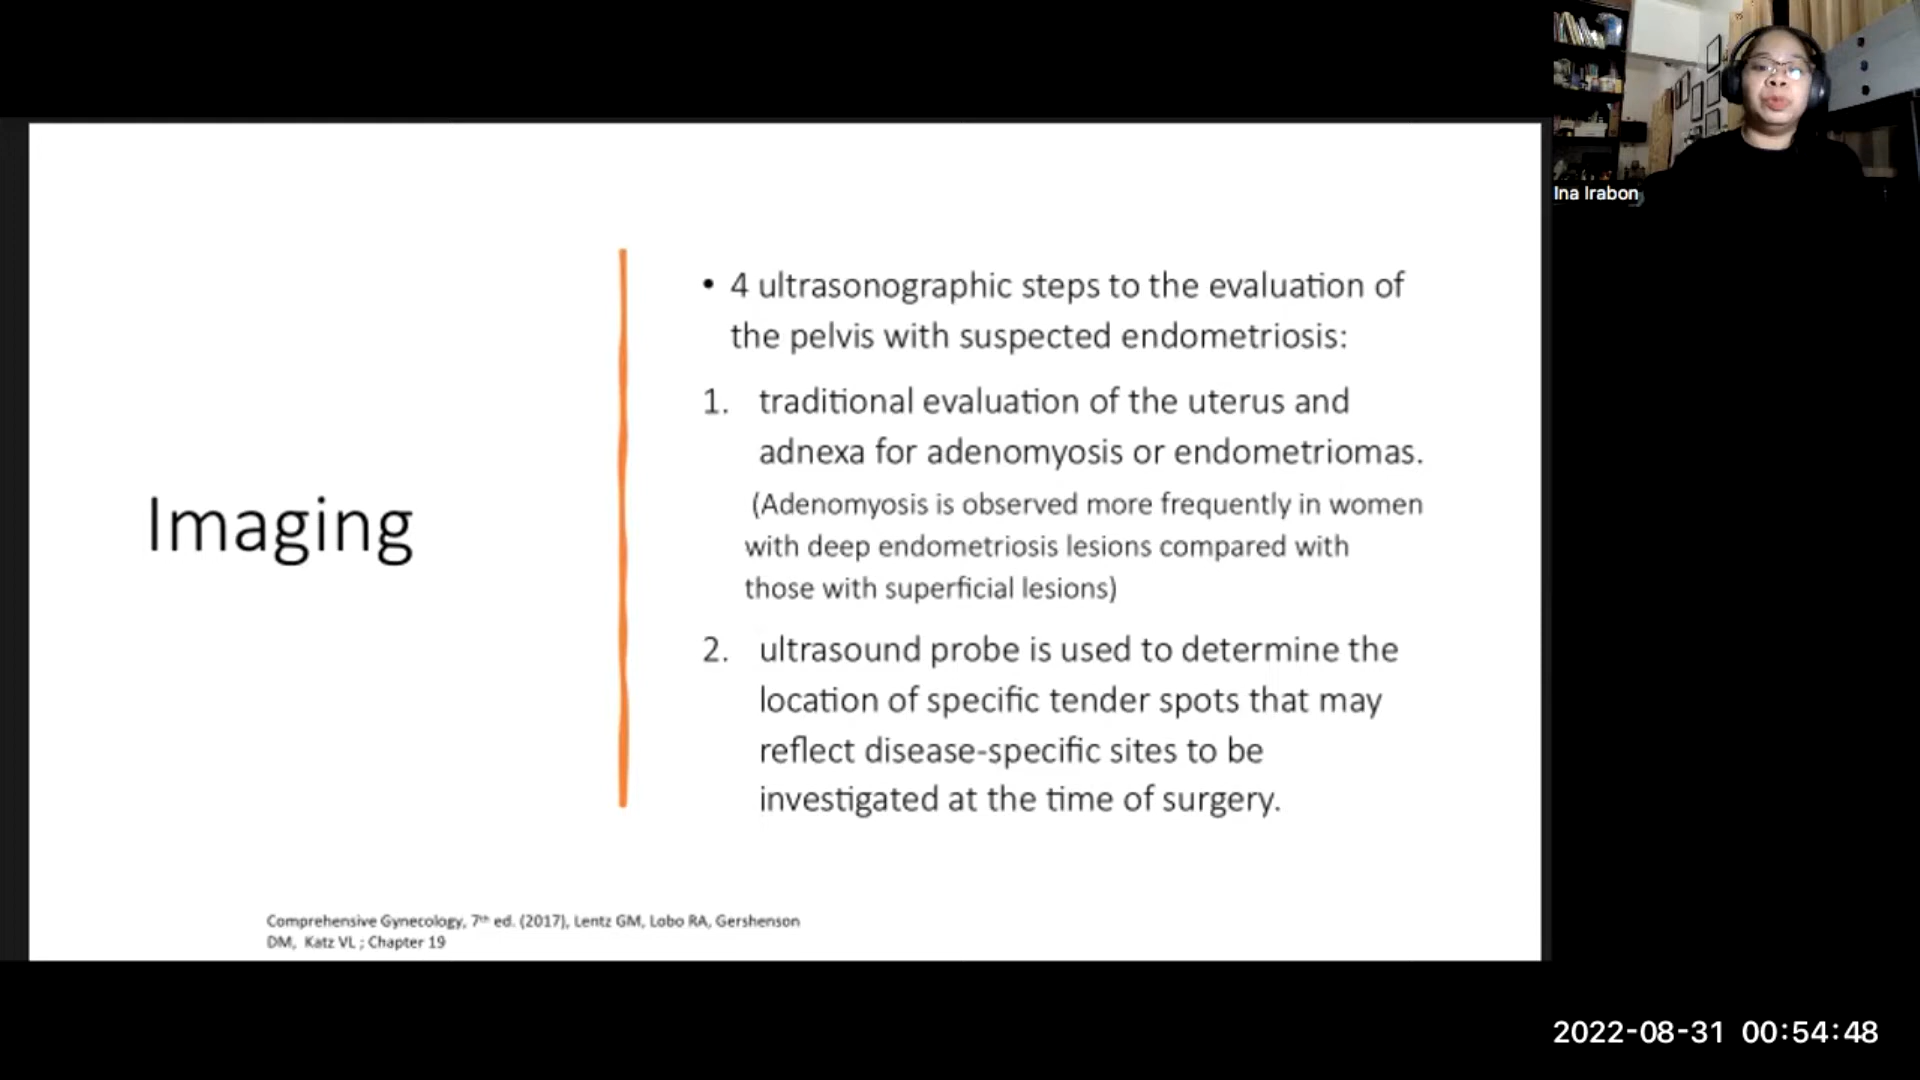 Ina Irabon
Imaging
• 4 ultrasonographic steps to the evaluation of
the pelvis with suspected endometriosis:
1. traditional evaluation of the uterus and
adnexa for adenomyosis or endometriomas.
(Adenomyosis is observed more frequently in women
with deep endometriosis lesions compared with
those with superficial lesions)
2. ultrasound probe is used to determine the
location of specific tender spots that may
reflect disease-specific sites to be
investigated at the time of surgery.
Comprehensive Gynecology, 7th ed. (2017), Lentz GM, Lobo RA, Gershenson
DM, Katz VL ; Chapter 19
2022-08-31 00:54:48